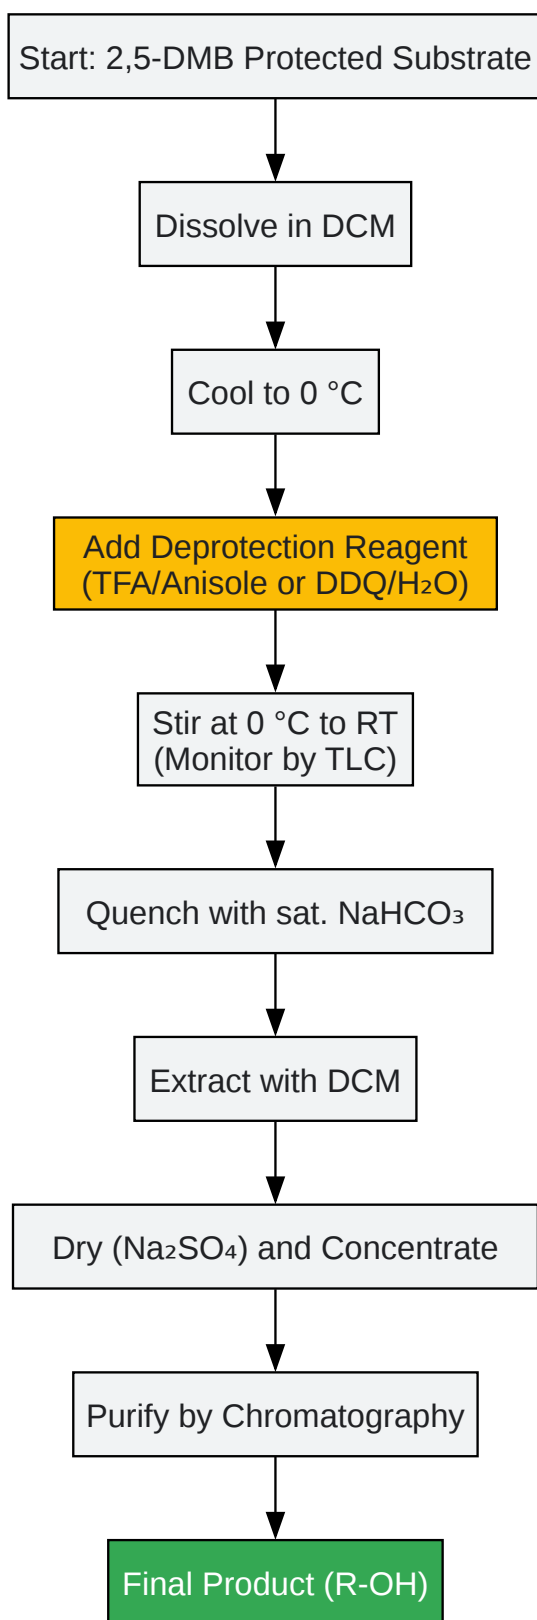 Start: 2,5-DMB Protected Substrate
Dissolve in DCM
Cool to 0 °C
Add Deprotection Reagent
(TFA/Anisole or DDQ/H₂O)
Stir at 0 °C to RT
(Monitor by TLC)
Quench with sat. NaHCO₃
Extract with DCM
Dry (Na₂SO₄) and Concentrate
Purify by Chromatography
Final Product (R-OH)